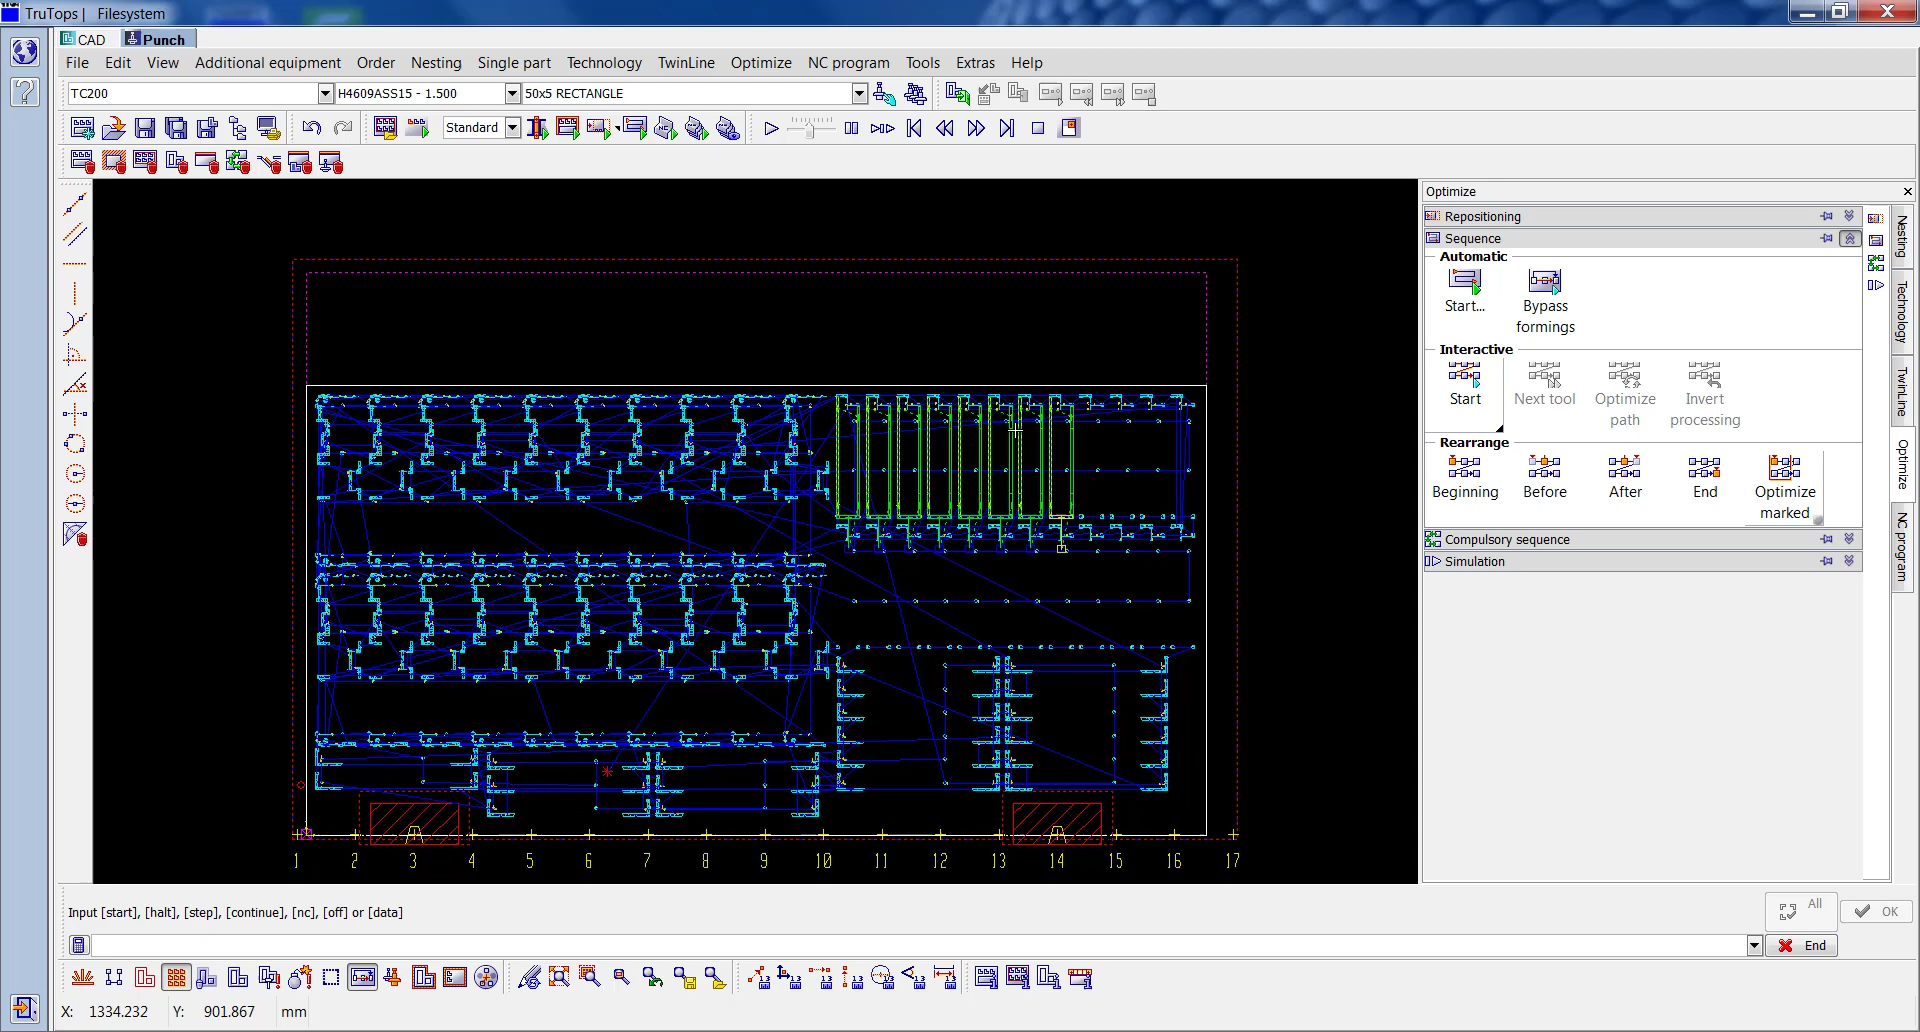 TruTops | Filesystem
CAD Punch
File Edit View Additional equipment Order Nesting Single part Technology TwinLine Optimize NC program Tools Extras Help
TC200 H4609ASS15 - 1.500 50x5 RECTANGLE
Standard
Optimize
Repositioning
Sequence
Automatic
Start... Bypass formings
Interactive
Start Next tool Optimize path Invert processing
Rearrange
Beginning Before After End Optimize marked
Compulsory sequence
Simulation
Nesting
Technology
TwinLine
Optimize
NC program
1 2 3 4 5 6 7 8 9 10 11 12 13 14 15 16 17
Input [start], [halt], [step], [continue], [nc], [off] or [data]
All OK
End
X: 1334.232 Y: 901.867 mm